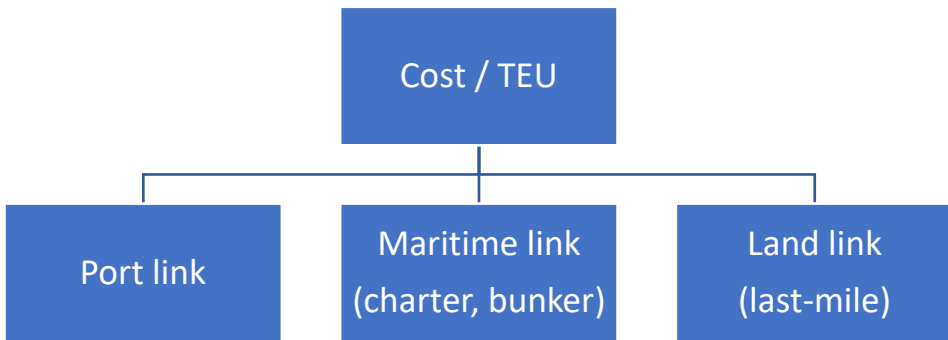 Cost / TEU
Port link
Maritime link
(charter, bunker)
Land link
(last-mile)